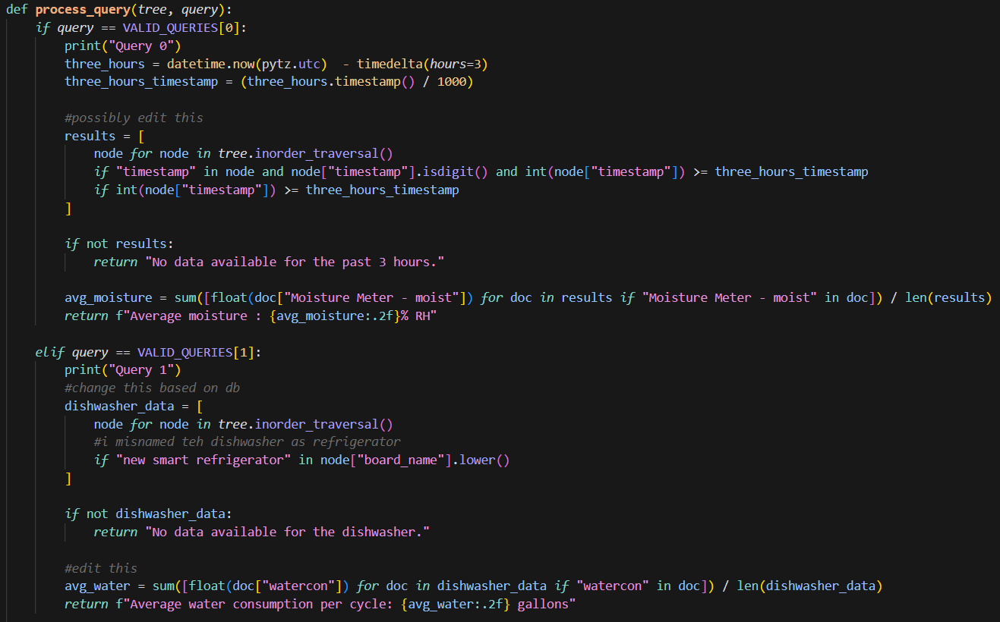 def process_query(tree, query):
    if query == VALID_QUERIES[0]:
        print("Query 0")
        three_hours = datetime.now(pytz.utc)  - timedelta(hours=3)
        three_hours_timestamp = (three_hours.timestamp() / 1000)

        #possibly edit this
        results = [
            node for node in tree.inorder_traversal()
            if "timestamp" in node and node["timestamp"].isdigit() and int(node["timestamp"]) >= three_hours_timestamp
            if int(node["timestamp"]) >= three_hours_timestamp
        ]

        if not results:
            return "No data available for the past 3 hours."

        avg_moisture = sum([float(doc["Moisture Meter - moist"]) for doc in results if "Moisture Meter - moist" in doc]) / len(results)
        return f"Average moisture : {avg_moisture:.2f}% RH"

    elif query == VALID_QUERIES[1]:
        print("Query 1")
        #change this based on db
        dishwasher_data = [
            node for node in tree.inorder_traversal()
            #i misnamed teh dishwasher as refrigerator
            if "new smart refrigerator" in node["board_name"].lower()
        ]

        if not dishwasher_data:
            return "No data available for the dishwasher."

        #edit this
        avg_water = sum([float(doc["watercon"]) for doc in dishwasher_data if "watercon" in doc]) / len(dishwasher_data)
        return f"Average water consumption per cycle: {avg_water:.2f} gallons"